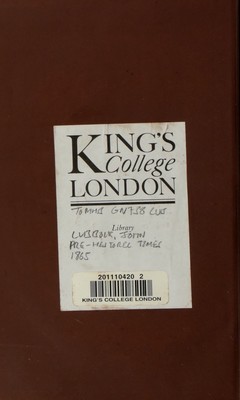 KING'S
College
LONDON
TOMMS GN738 LUB
Library
LUBBOCK, JOHN
PRE-HISTORIC TIMES
1865
201110420 2
KING'S COLLEGE LONDON